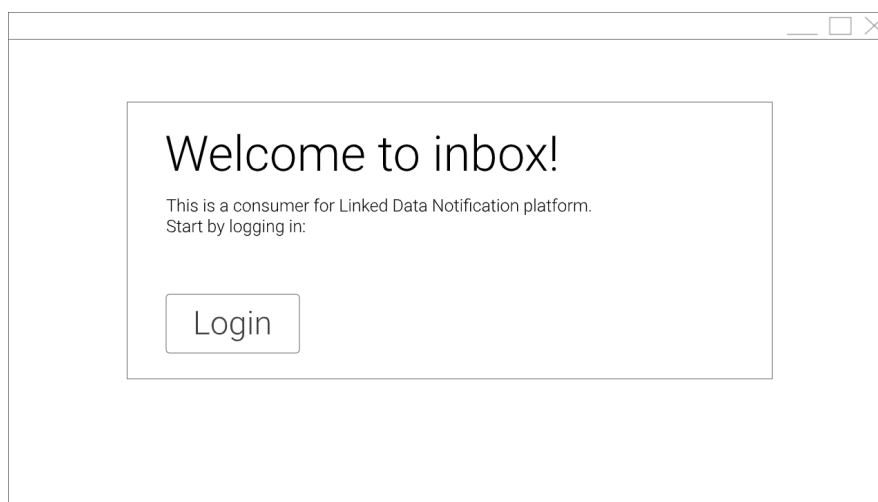 Welcome to inbox!
This is a consumer for Linked Data Notification platform.
Start by logging in:
Login